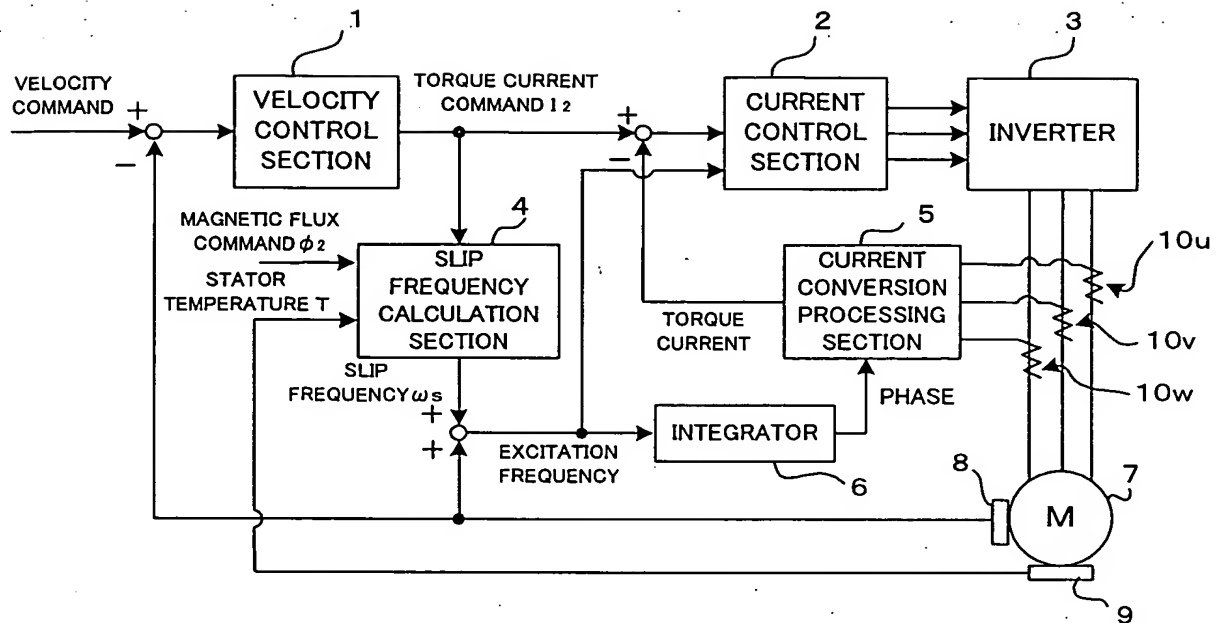 1
2
3
VELOCITY
COMMAND
+
−
VELOCITY
CONTROL
SECTION
TORQUE CURRENT
COMMAND I2
+
−
CURRENT
CONTROL
SECTION
INVERTER
MAGNETIC FLUX
COMMAND ϕ2
STATOR
TEMPERATURE T
4
SLIP
FREQUENCY
CALCULATION
SECTION
5
CURRENT
CONVERSION
PROCESSING
SECTION
10u
10v
10w
TORQUE
CURRENT
SLIP
FREQUENCY ωs
+
+
EXCITATION
FREQUENCY
INTEGRATOR
6
PHASE
8
M
7
9